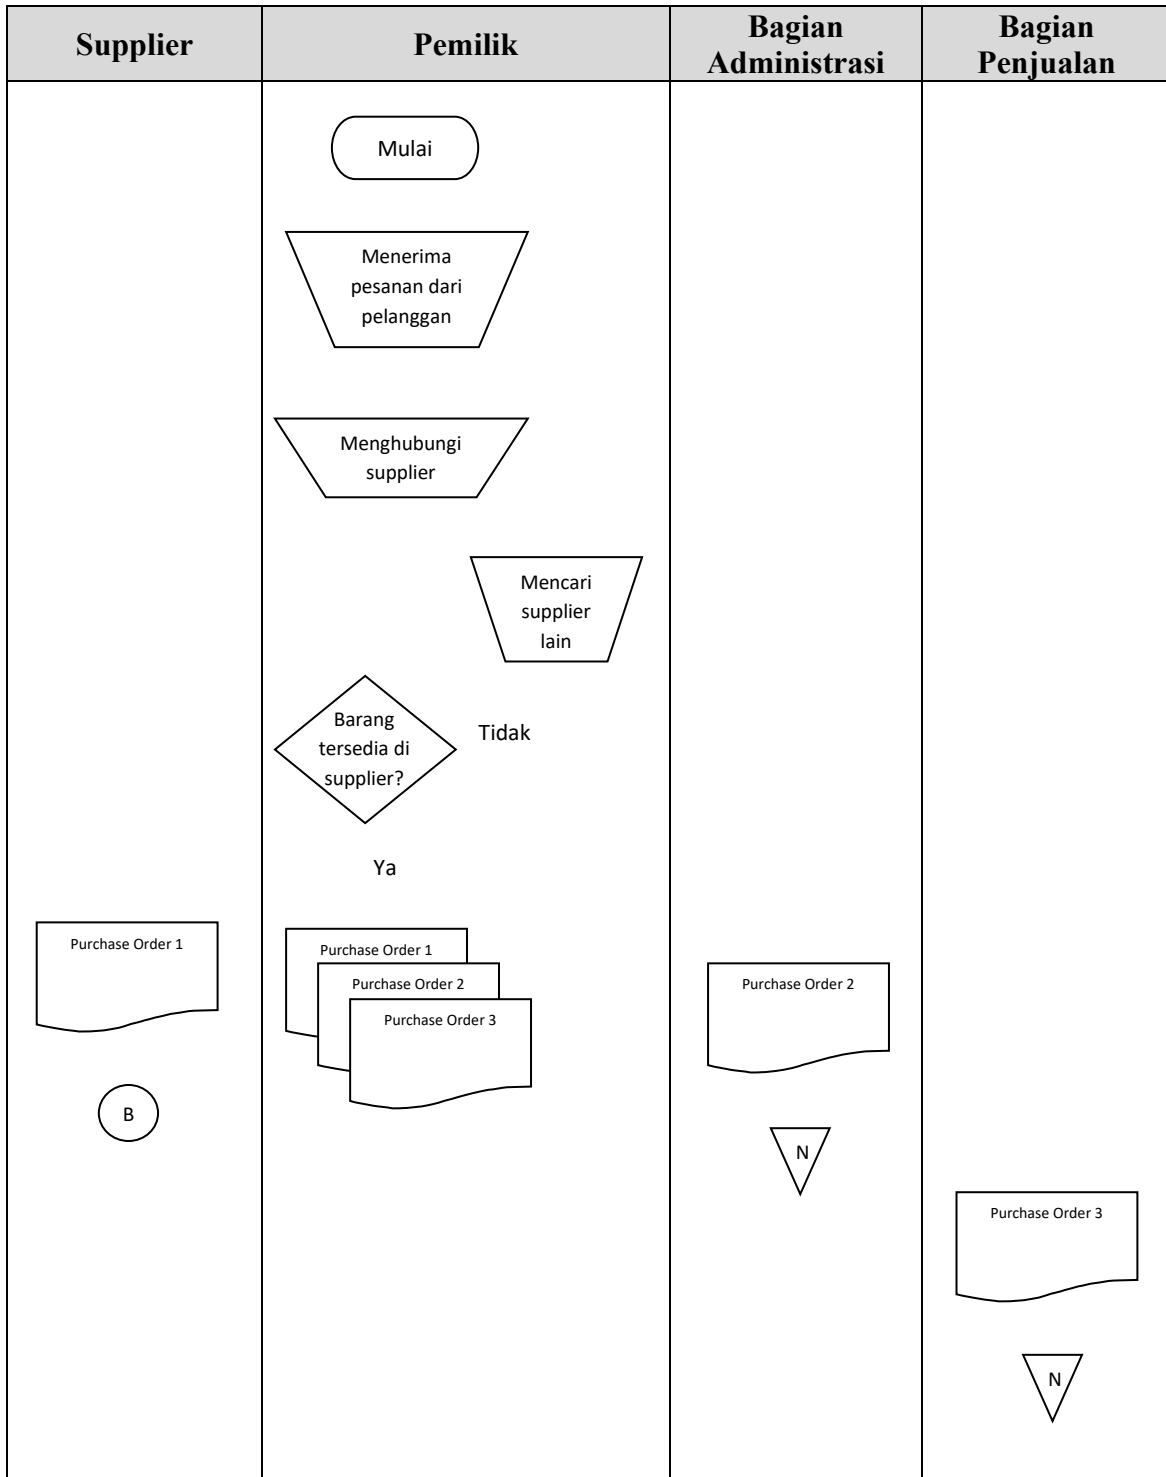 Supplier
Pemilik
Bagian
Administrasi
Bagian
Penjualan
Mulai
Menerima
pesanan dari
pelanggan
Menghubungi
supplier
Mencari
supplier
lain
Barang
tersedia di
supplier?
Tidak
Ya
Purchase Order 1
Purchase Order 1
Purchase Order 2
Purchase Order 3
Purchase Order 2
B
N
Purchase Order 3
N